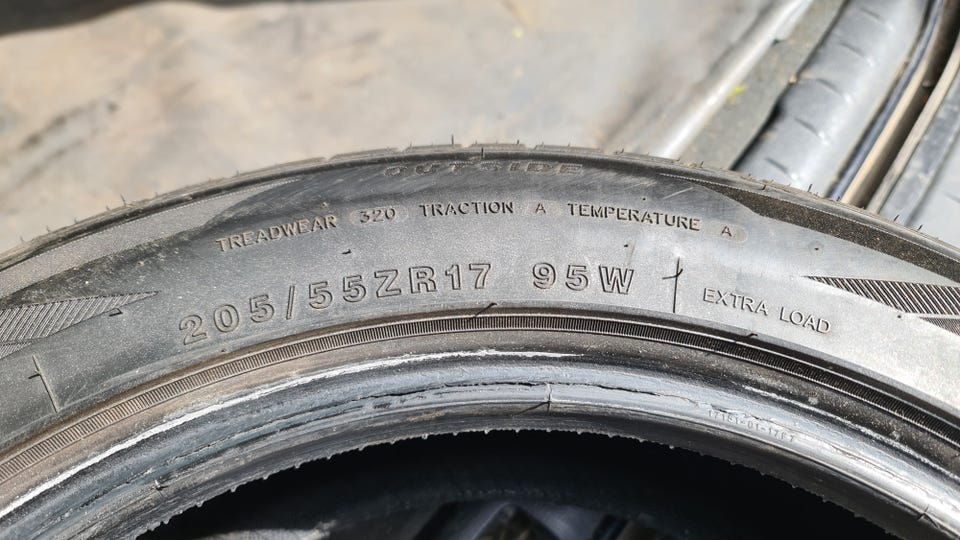 OUTSIDE
TREADWEAR 320 TRACTION A TEMPERATURE A
205/55ZR17 95W
EXTRA LOAD